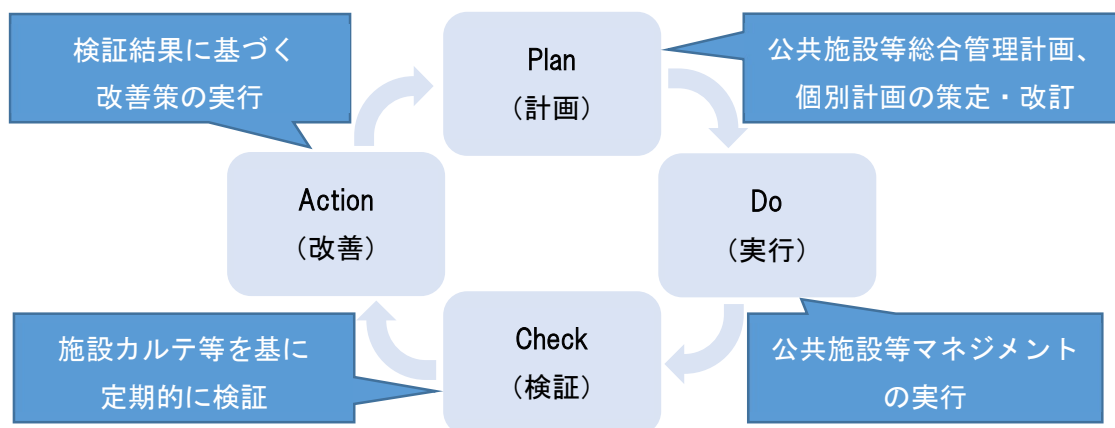 検証結果に基づく
改善策の実行
Plan
（計画）
公共施設等総合管理計画、
個別計画の策定・改訂
Action
（改善）
Do
（実行）
施設カルテ等を基に
定期的に検証
Check
（検証）
公共施設等マネジメント
の実行